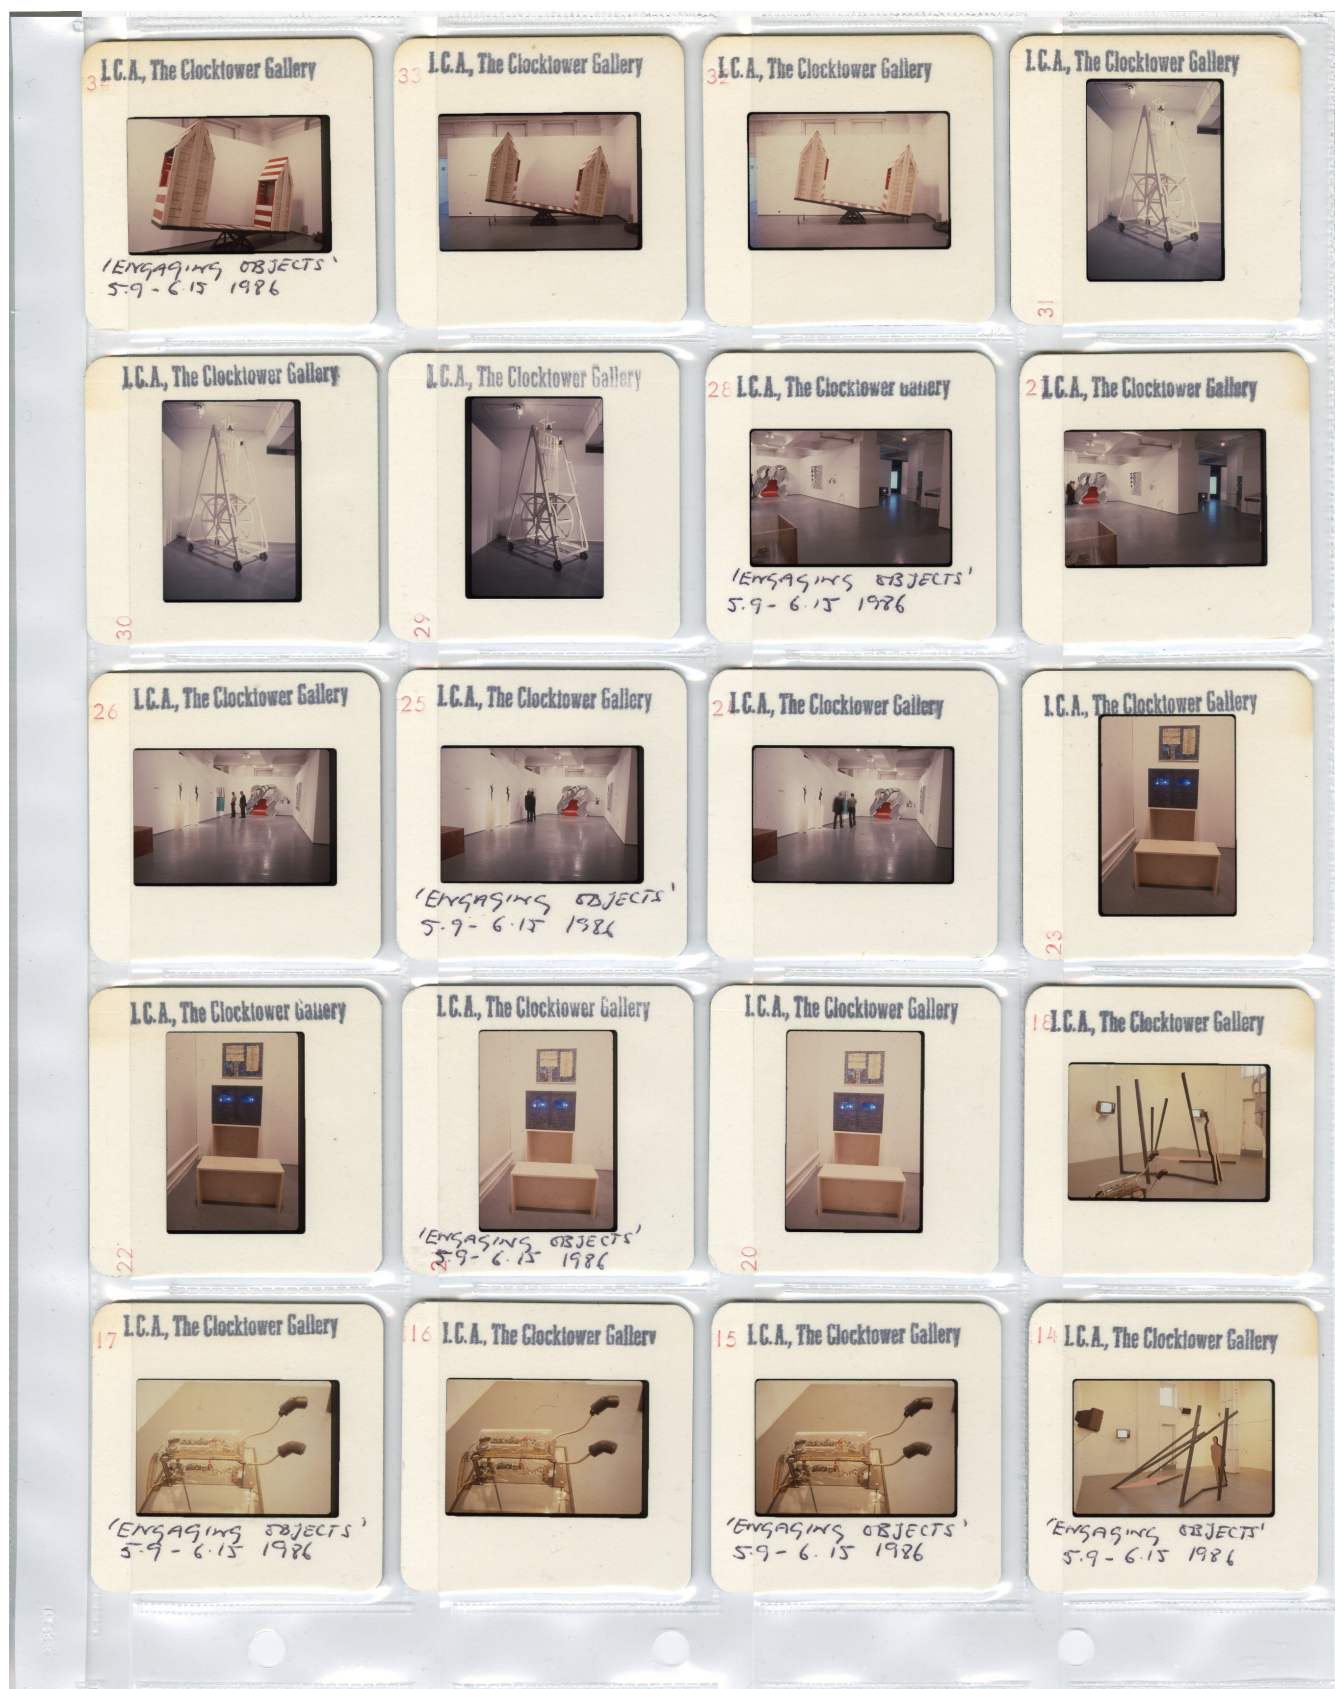 34 I.C.A., The Clocktower Gallery
'ENGAGING OBJECTS'
5.9 - 6.15 1986
33 I.C.A., The Clocktower Gallery
32 I.C.A., The Clocktower Gallery
I.C.A., The Clocktower Gallery
31
I.C.A., The Clocktower Gallery
30
I.C.A., The Clocktower Gallery
29
28 I.C.A., The Clocktower Gallery
'ENGAGING OBJECTS'
5.9 - 6.15 1986
2 I.C.A., The Clocktower Gallery
26 I.C.A., The Clocktower Gallery
25 I.C.A., The Clocktower Gallery
'ENGAGING OBJECTS'
5.9 - 6.15 1986
2 I.C.A., The Clocktower Gallery
I.C.A., The Clocktower Gallery
23
I.C.A., The Clocktower Gallery
22
I.C.A., The Clocktower Gallery
'ENGAGING OBJECTS'
5.9 - 6.15 1986
2
I.C.A., The Clocktower Gallery
20
18 I.C.A., The Clocktower Gallery
17 I.C.A., The Clocktower Gallery
'ENGAGING OBJECTS'
5.9 - 6.15 1986
16 I.C.A., The Clocktower Gallery
15 I.C.A., The Clocktower Gallery
'ENGAGING OBJECTS'
5.9 - 6.15 1986
14 I.C.A., The Clocktower Gallery
'ENGAGING OBJECTS'
5.9 - 6.15 1986